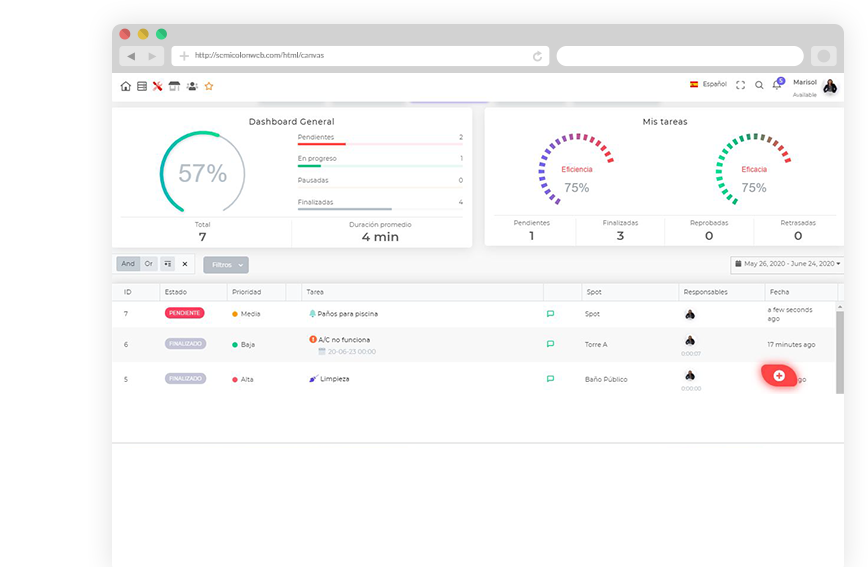 http://scmicolonwcb.com/html/canvas
Español
5
Marisol
Available
Dashboard General
57%
Pendientes 2
En progreso 1
Pausadas 0
Finalizadas 4
Total
7
Duración promedio
4 min
Mis tareas
Eficiencia
75%
Eficacia
75%
Pendientes
1
Finalizadas
3
Reprobadas
0
Retrasadas
0
And Or
Filtros
May 26, 2020 - June 24, 2020
ID Estado Prioridad Tarea Spot Responsables Fecha
7 PENDIENTE Media Paños para piscina Spot a few seconds
ago
6 FINALIZADO Baja A/C no funciona Torre A 17 minutes ago
20-06-23 00:00
0:00:07
5 FINALIZADO Alta Limpieza Baño Público go
0:00:00